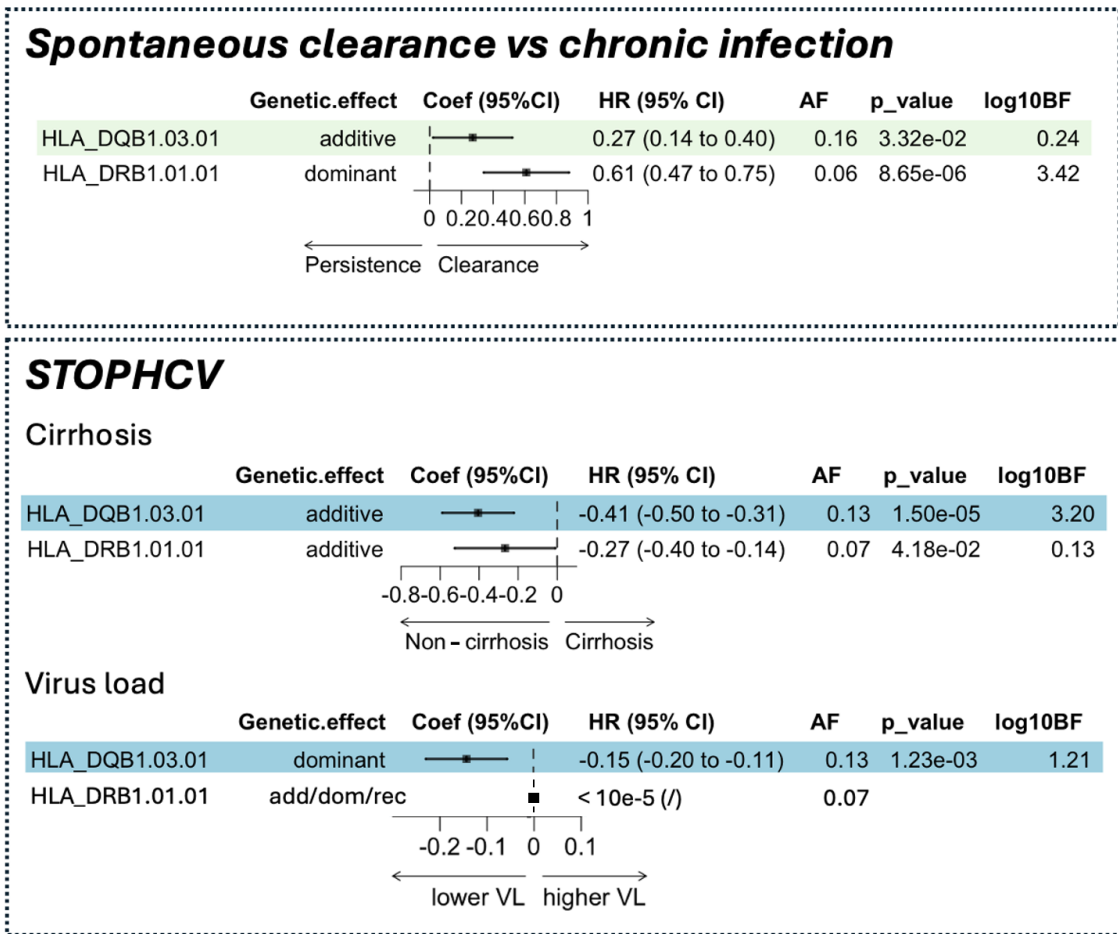 Spontaneous clearance vs chronic infection
Genetic.effect Coef (95%CI) HR (95% CI) AF p_value log10BF
HLA_DQB1.03.01 additive 0.27 (0.14 to 0.40) 0.16 3.32e-02 0.24
HLA_DRB1.01.01 dominant 0.61 (0.47 to 0.75) 0.06 8.65e-06 3.42
0 0.20.40.60.8 1
Persistence Clearance
STOPHCV
Cirrhosis
Genetic.effect Coef (95%CI) HR (95% CI) AF p_value log10BF
HLA_DQB1.03.01 additive -0.41 (-0.50 to -0.31) 0.13 1.50e-05 3.20
HLA_DRB1.01.01 additive -0.27 (-0.40 to -0.14) 0.07 4.18e-02 0.13
-0.8-0.6-0.4-0.2 0
Non-cirrhosis Cirrhosis
Virus load
Genetic.effect Coef (95%CI) HR (95% CI) AF p_value log10BF
HLA_DQB1.03.01 dominant -0.15 (-0.20 to -0.11) 0.13 1.23e-03 1.21
HLA_DRB1.01.01 add/dom/rec < 10e-5 (/) 0.07
-0.2 -0.1 0 0.1
lower VL higher VL